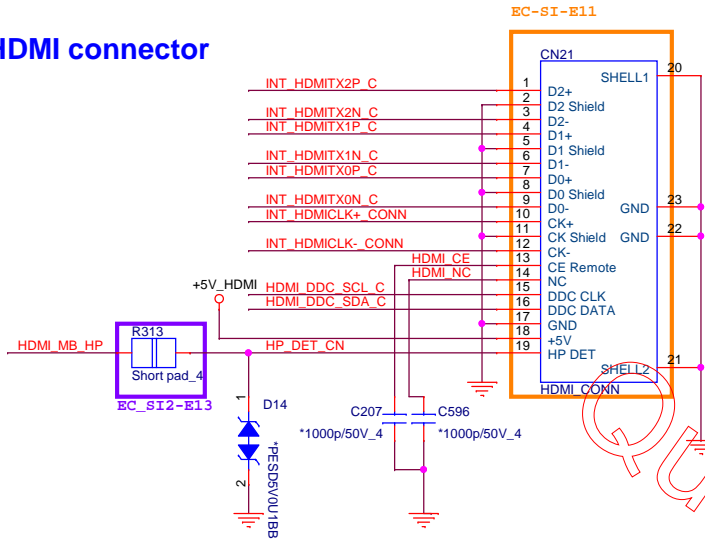 EC-SI-E11
HDMI connector
CN21
SHELL1 20
INT_HDMITX2P_C 1 D2+
2 D2 Shield
INT_HDMITX2N_C 3 D2-
INT_HDMITX1P_C 4 D1+
5 D1 Shield
INT_HDMITX1N_C 6 D1-
INT_HDMITX0P_C 7 D0+
8 D0 Shield
INT_HDMITX0N_C 9 D0- GND 23
INT_HDMICLK+_CONN 10 CK+
11 CK Shield GND 22
INT_HDMICLK-_CONN 12 CK-
HDMI_CE 13 CE Remote
HDMI_NC 14 NC
+5V_HDMI HDMI_DDC_SCL_C 15 DDC CLK
HDMI_DDC_SDA_C 16 DDC DATA
17 GND
R313 18 +5V
HDMI_MB_HP HP_DET_CN 19 HP DET
Short pad_4 SHELL2 21
HDMI_CONN
EC_SI2-E13
1 D14 C207 C596
*1000p/50V_4 *1000p/50V_4
*PESD5V0U1BB
2
Qu